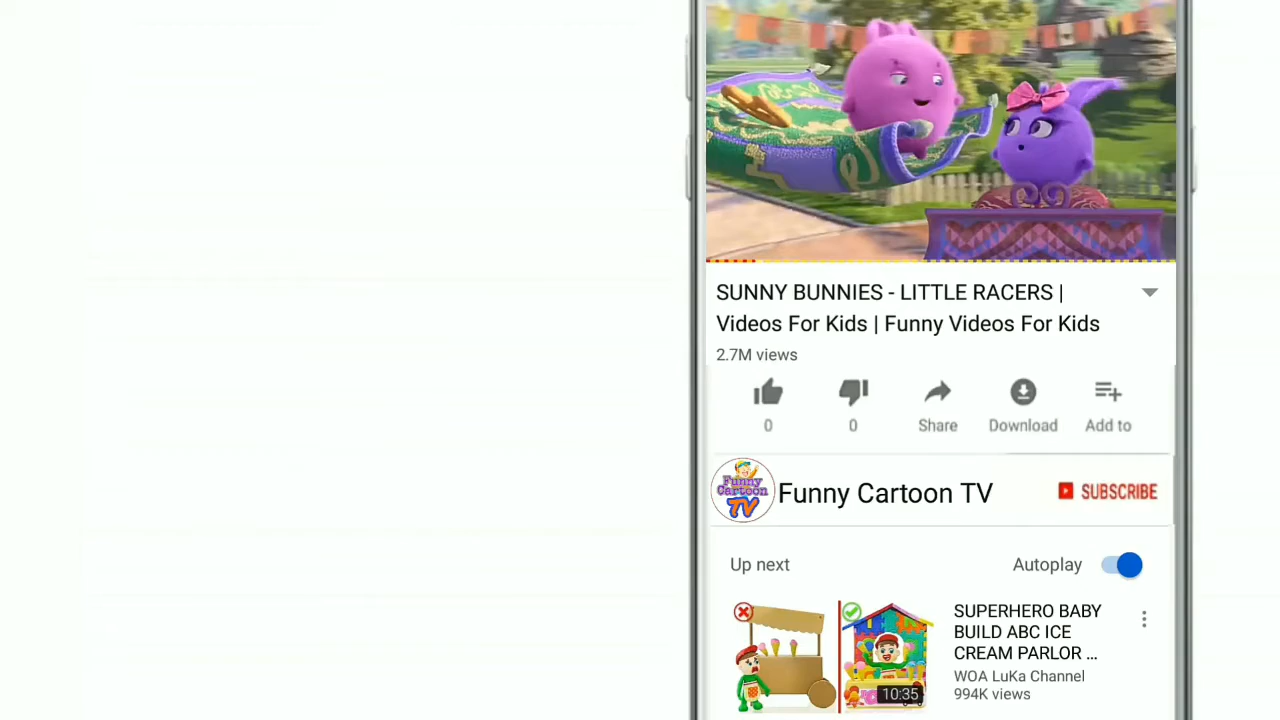 SUNNY BUNNIES - LITTLE RACERS |
Videos For Kids | Funny Videos For Kids
2.7M views
0
0
Share
Download
Add to
Funny
Cartoon
TV
Funny Cartoon TV
SUBSCRIBE
Up next
Autoplay
SUPERHERO BABY
BUILD ABC ICE
CREAM PARLOR ...
WOA LuKa Channel
994K views
10:35